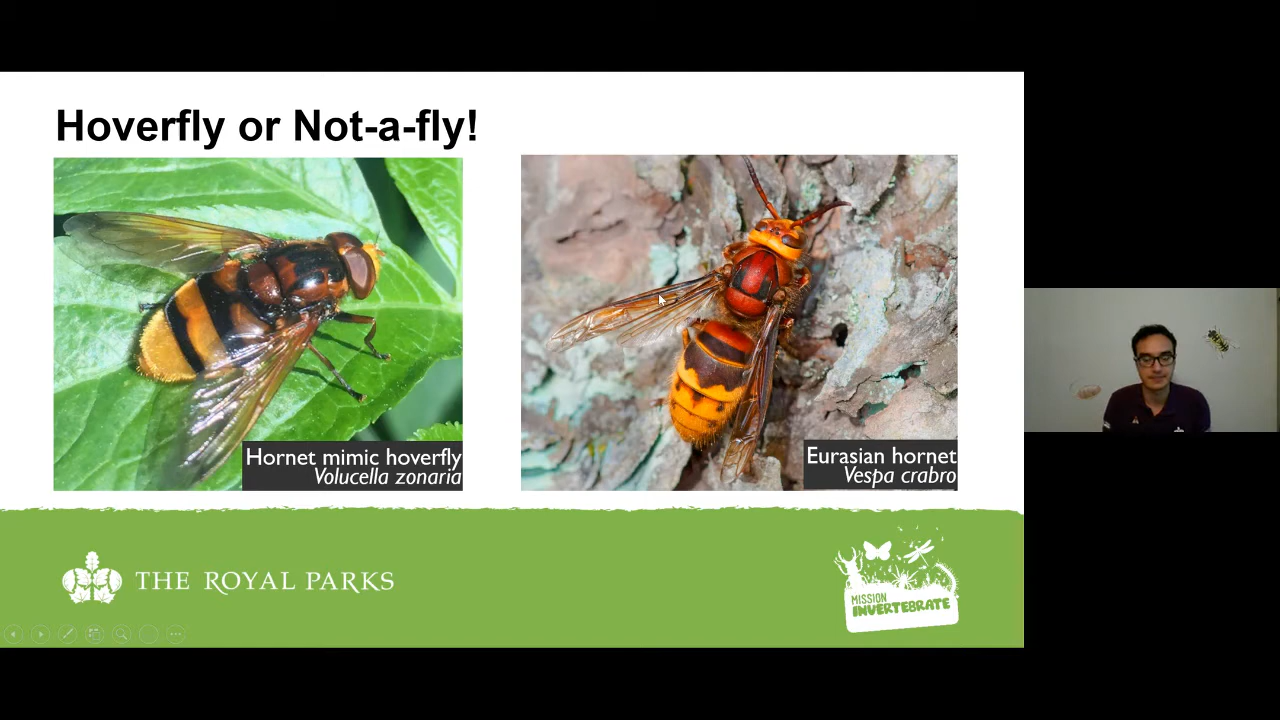 Hoverfly or Not-a-fly!
Hornet mimic hoverfly
Volucella zonaria
Eurasian hornet
Vespa crabro
THE ROYAL PARKS
MISSION
INVERTEBRATE